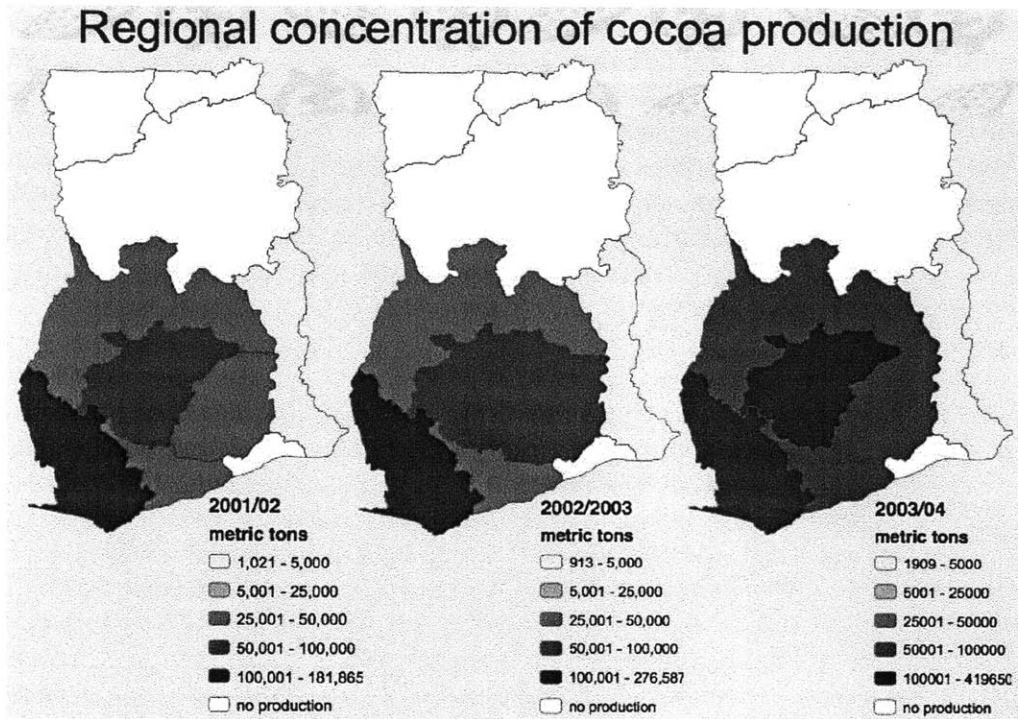 Regional concentration of cocoa production
2001/02
metric tons
1,021 - 5,000
5,001 - 25,000
25,001 - 50,000
50,001 - 100,000
100,001 - 181,865
no production
2002/2003
metric tons
913 - 5,000
5,001 - 25,000
25,001 - 50,000
50,001 - 100,000
100,001 - 276,587
no production
2003/04
metric tons
1909 - 5000
5001 - 25000
25001 - 50000
50001 - 100000
100001 - 419650
no production